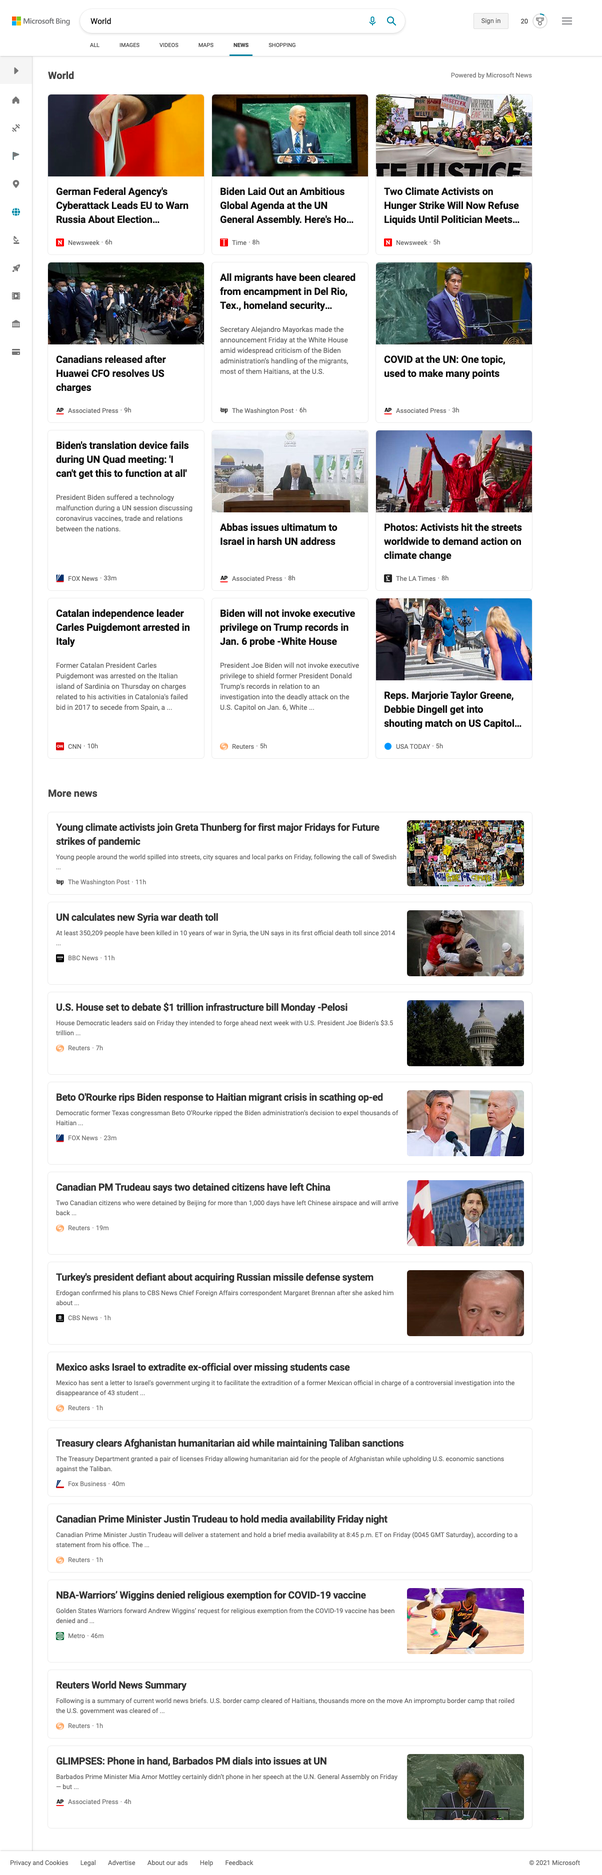 Microsoft Bing
World
Sign in
20
ALL
IMAGES
VIDEOS
MAPS
NEWS
SHOPPING
World
Powered by Microsoft News
German Federal Agency's
Cyberattack Leads EU to Warn
Russia About Election...
Newsweek · 6h
Biden Laid Out an Ambitious
Global Agenda at the UN
General Assembly. Here's Ho...
Time · 8h
TE JUSTICE
Two Climate Activists on
Hunger Strike Will Now Refuse
Liquids Until Politician Meets...
Newsweek · 5h
Canadians released after
Huawei CFO resolves US
charges
AP Associated Press · 9h
All migrants have been cleared
from encampment in Del Rio,
Tex., homeland security...
Secretary Alejandro Mayorkas made the
announcement Friday at the White House
amid widespread criticism of the Biden
administration's handling of the migrants,
most of them Haitians, at the U.S.
wp The Washington Post · 6h
COVID at the UN: One topic,
used to make many points
AP Associated Press · 3h
Biden's translation device fails
during UN Quad meeting: 'I
can't get this to function at all'
President Biden suffered a technology
malfunction during a UN session discussing
coronavirus vaccines, trade and relations
between the nations.
FOX News · 33m
Abbas issues ultimatum to
Israel in harsh UN address
AP Associated Press · 8h
Photos: Activists hit the streets
worldwide to demand action on
climate change
The LA Times · 8h
Catalan independence leader
Carles Puigdemont arrested in
Italy
Former Catalan President Carles
Puigdemont was arrested on the Italian
island of Sardinia on Thursday on charges
related to his activities in Catalonia's failed
bid in 2017 to secede from Spain, a ...
CNN · 10h
Biden will not invoke executive
privilege on Trump records in
Jan. 6 probe -White House
President Joe Biden will not invoke executive
privilege to shield former President Donald
Trump's records in relation to an
investigation into the deadly attack on the
U.S. Capitol on Jan. 6, White ...
Reuters · 5h
Reps. Marjorie Taylor Greene,
Debbie Dingell get into
shouting match on US Capitol...
USA TODAY · 5h
More news
Young climate activists join Greta Thunberg for first major Fridays for Future
strikes of pandemic
Young people around the world spilled into streets, city squares and local parks on Friday, following the call of Swedish
...
wp The Washington Post · 11h
UN calculates new Syria war death toll
At least 350,209 people have been killed in 10 years of war in Syria, the UN says in its first official death toll since 2014
...
BBC News · 11h
U.S. House set to debate $1 trillion infrastructure bill Monday -Pelosi
House Democratic leaders said on Friday they intended to forge ahead next week with U.S. President Joe Biden's $3.5
trillion ...
Reuters · 7h
Beto O'Rourke rips Biden response to Haitian migrant crisis in scathing op-ed
Democratic former Texas congressman Beto O'Rourke ripped the Biden administration's decision to expel thousands of
Haitian ...
FOX News · 23m
Canadian PM Trudeau says two detained citizens have left China
Two Canadian citizens who were detained by Beijing for more than 1,000 days have left Chinese airspace and will arrive
back ...
Reuters · 19m
Turkey's president defiant about acquiring Russian missile defense system
Erdogan confirmed his plans to CBS News Chief Foreign Affairs correspondent Margaret Brennan after she asked him
about ...
CBS News · 1h
Mexico asks Israel to extradite ex-official over missing students case
Mexico has sent a letter to Israel's government urging it to facilitate the extradition of a former Mexican official in charge of a controversial investigation into the
disappearance of 43 student ...
Reuters · 1h
Treasury clears Afghanistan humanitarian aid while maintaining Taliban sanctions
The Treasury Department granted a pair of licenses Friday allowing humanitarian aid for the people of Afghanistan while upholding U.S. economic sanctions
against the Taliban.
Fox Business · 40m
Canadian Prime Minister Justin Trudeau to hold media availability Friday night
Canadian Prime Minister Justin Trudeau will deliver a statement and hold a brief media availability at 8:45 p.m. ET on Friday (0045 GMT Saturday), according to a
statement from his office. The ...
Reuters · 1h
NBA-Warriors' Wiggins denied religious exemption for COVID-19 vaccine
Golden States Warriors forward Andrew Wiggins' request for religious exemption from the COVID-19 vaccine has been
denied and ...
Metro · 46m
Reuters World News Summary
Following is a summary of current world news briefs. U.S. border camp cleared of Haitians, thousands more on the move An impromptu border camp that roiled
the U.S. government was cleared of ...
Reuters · 1h
GLIMPSES: Phone in hand, Barbados PM dials into issues at UN
Barbados Prime Minister Mia Amor Mottley certainly didn't phone in her speech at the U.N. General Assembly on Friday
— but ...
AP Associated Press · 4h
Privacy and Cookies
Legal
Advertise
About our ads
Help
Feedback
© 2021 Microsoft